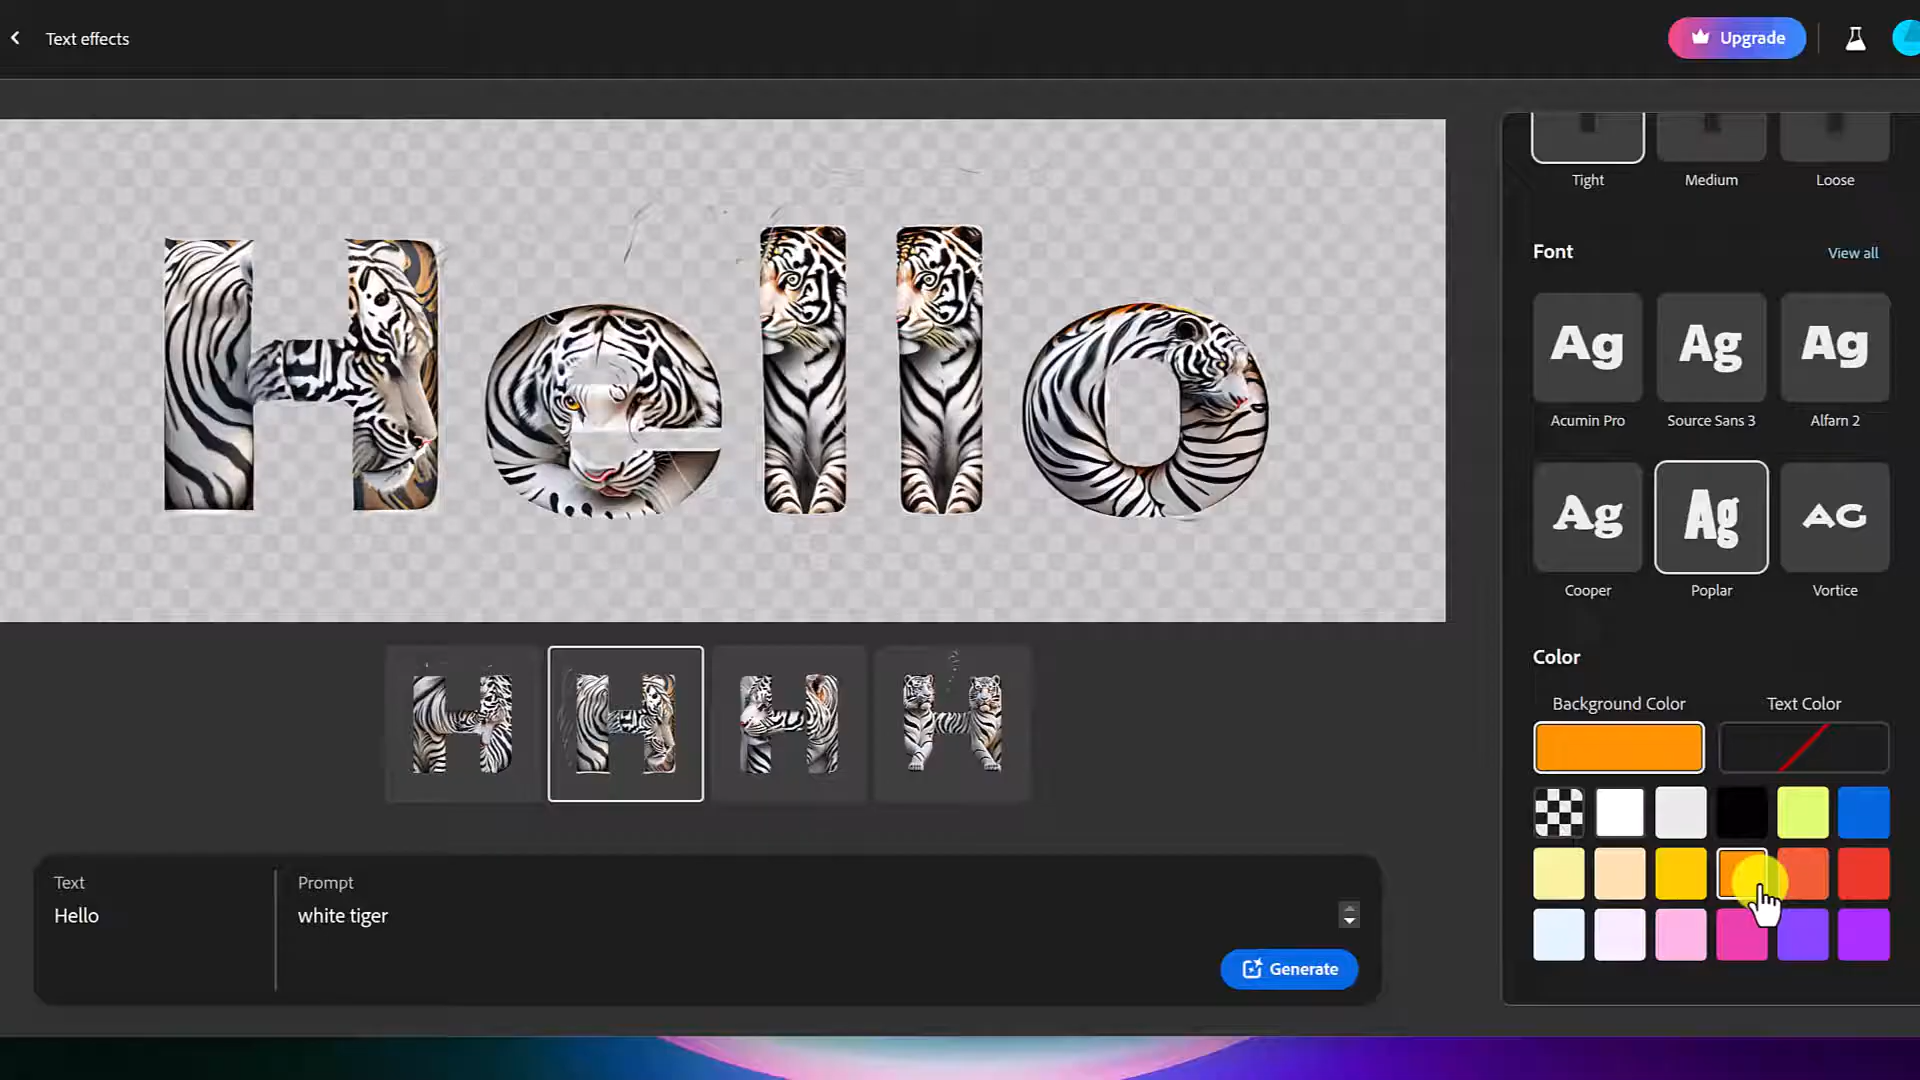 Text effects
Upgrade
Hello
Tight
Medium
Loose
Font
View all
Ag
Ag
Ag
Acumin Pro
Source Sans 3
Alfarn 2
Ag
Ag
AG
Cooper
Poplar
Vortice
Color
Background Color
Text Color
H
H
H
H
Text
Prompt
Hello
white tiger
Generate